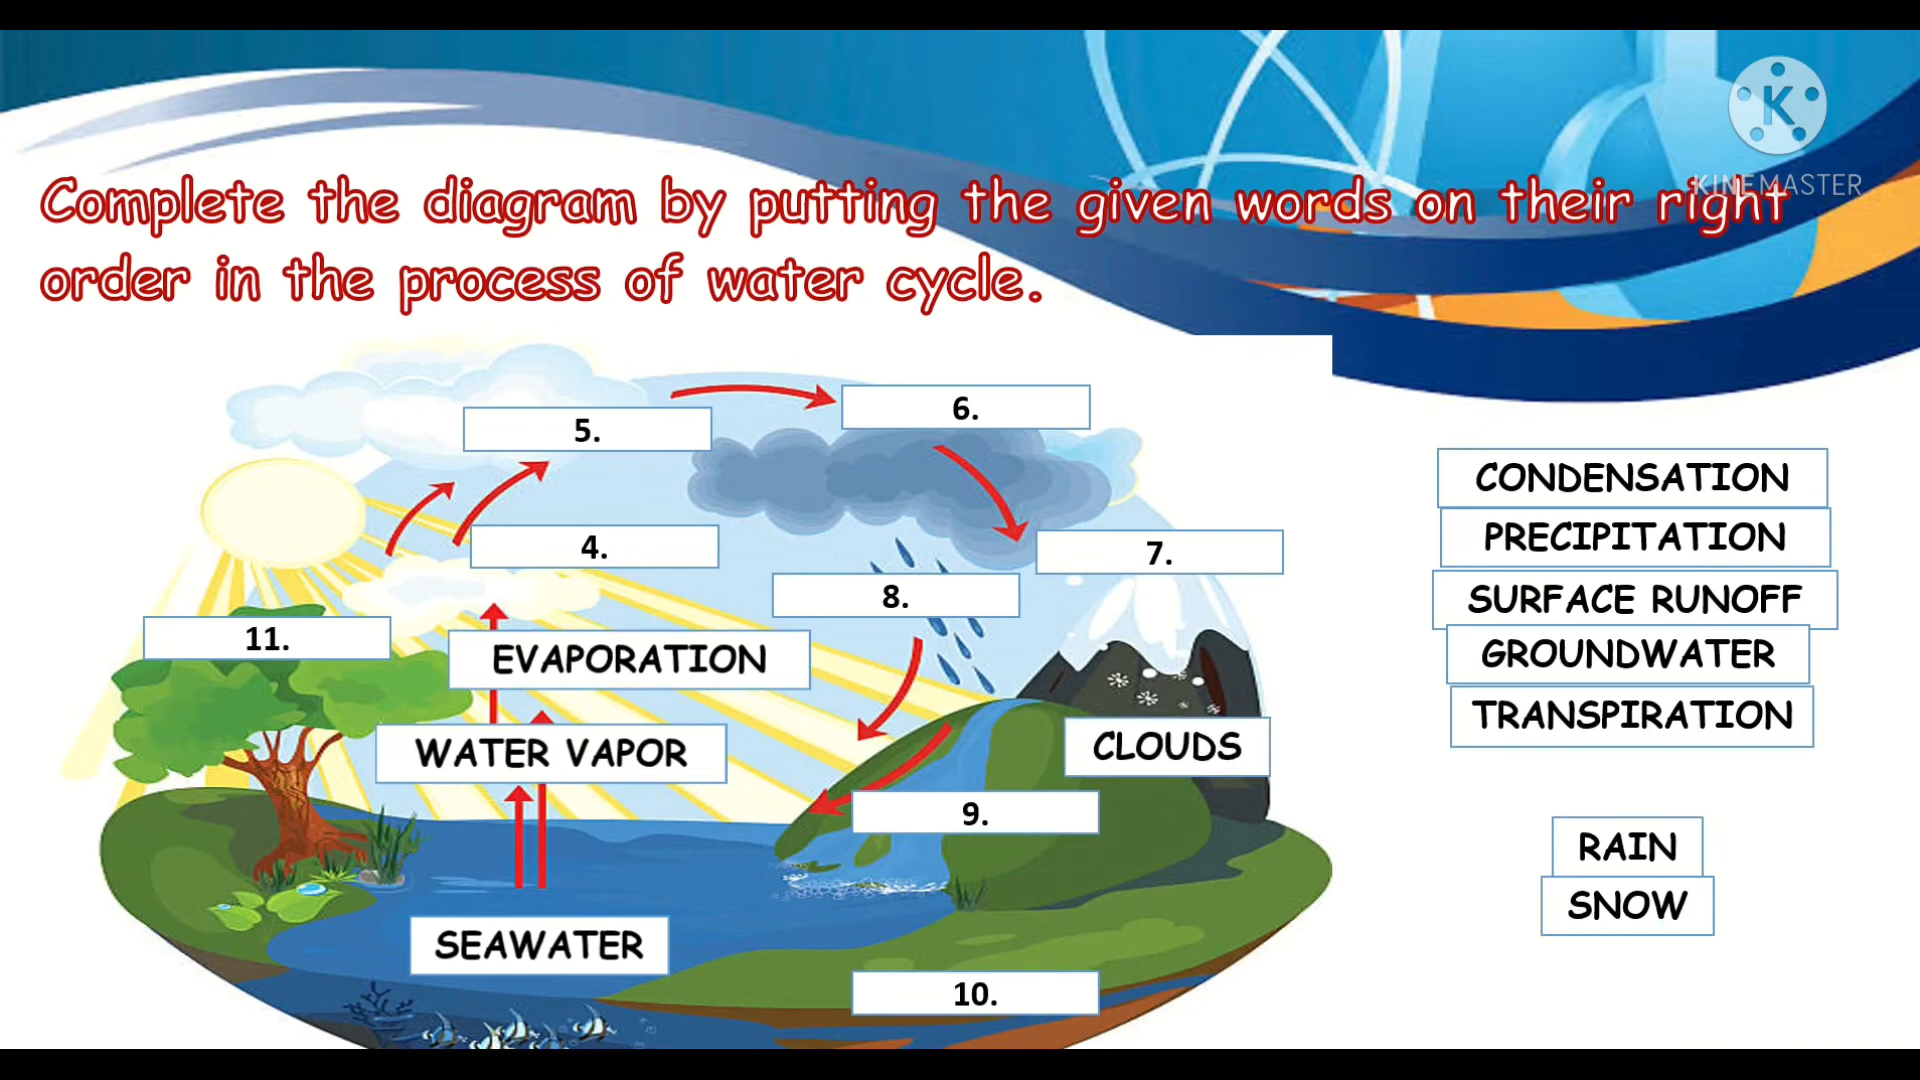 K
KINEMASTER
Complete the diagram by putting the given words on their right
order in the process of water cycle.
6.
5.
4.
7.
8.
11.
EVAPORATION
WATER VAPOR
CLOUDS
9.
SEAWATER
10.
CONDENSATION
PRECIPITATION
SURFACE RUNOFF
GROUNDWATER
TRANSPIRATION
RAIN
SNOW